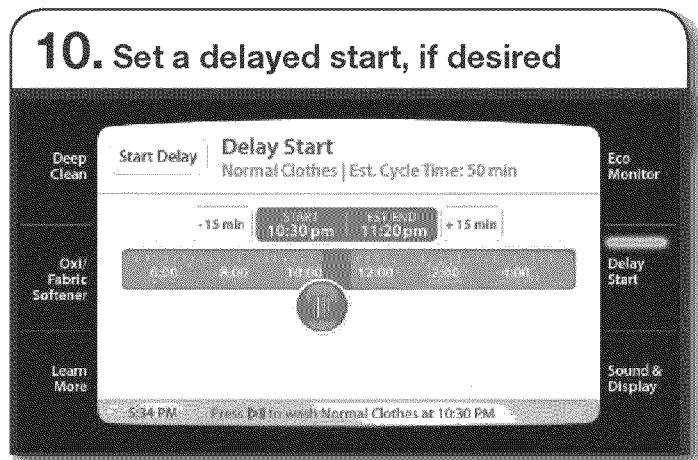 10. Set a delayed start, if desired
Deep
Clean
Oxi/
Fabric
Softener
Learn
More
Start Delay
Delay Start
Normal Clothes | Est. Cycle Time: 50 min
-15 min
START
10:30 pm
EST. END
11:20pm
+15 min
6:00 8:00 10:00 12:00 2:00 4:00
5:34 PM Press to wash Normal Clothes at 10:30 PM
Eco
Monitor
Delay
Start
Sound &
Display